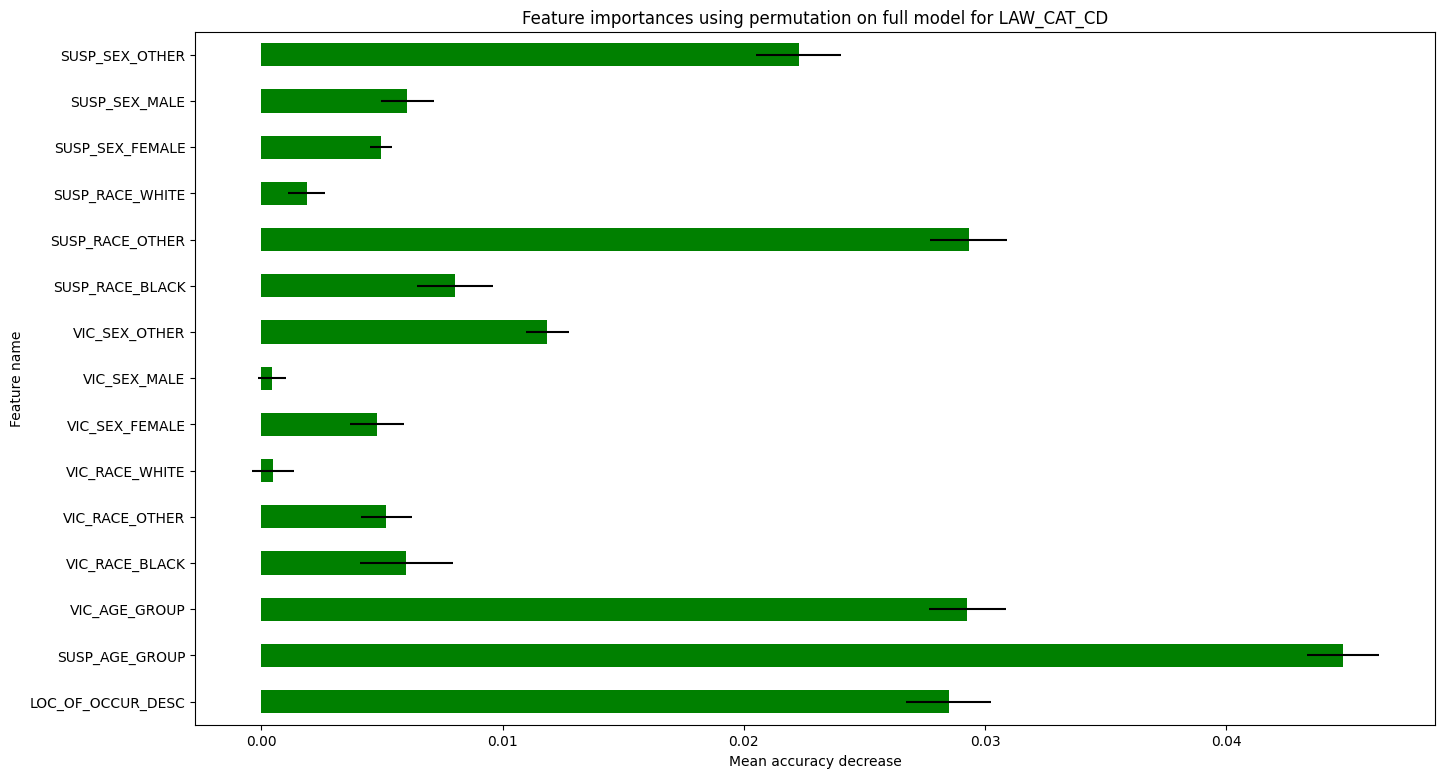 Feature importances using permutation on full model for LAW_CAT_CD
SUSP_SEX_OTHER
SUSP_SEX_MALE
SUSP_SEX_FEMALE
SUSP_RACE_WHITE
SUSP_RACE_OTHER
SUSP_RACE_BLACK
VIC_SEX_OTHER
VIC_SEX_MALE
VIC_SEX_FEMALE
VIC_RACE_WHITE
VIC_RACE_OTHER
VIC_RACE_BLACK
VIC_AGE_GROUP
SUSP_AGE_GROUP
LOC_OF_OCCUR_DESC
Feature name
0.00 0.01 0.02 0.03 0.04
Mean accuracy decrease